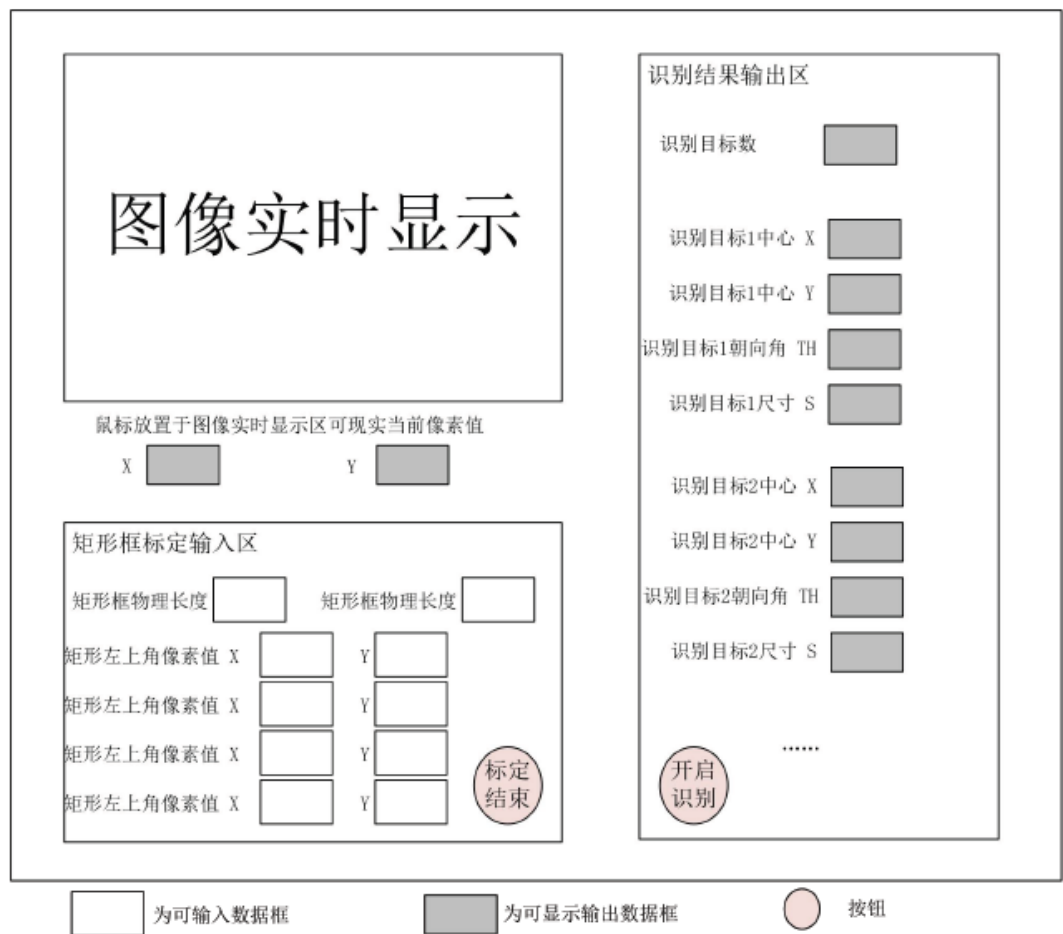 图像实时显示
鼠标放置于图像实时显示区可现实当前像素值
X Y
矩形框标定输入区
矩形框物理长度 矩形框物理长度
矩形左上角像素值 X Y
矩形左上角像素值 X Y
矩形左上角像素值 X Y
矩形左上角像素值 X Y
标定
结束
识别结果输出区
识别目标数
识别目标1中心 X
识别目标1中心 Y
识别目标1朝向角 TH
识别目标1尺寸 S
识别目标2中心 X
识别目标2中心 Y
识别目标2朝向角 TH
识别目标2尺寸 S
……
开启
识别
为可输入数据框 为可显示输出数据框 按钮